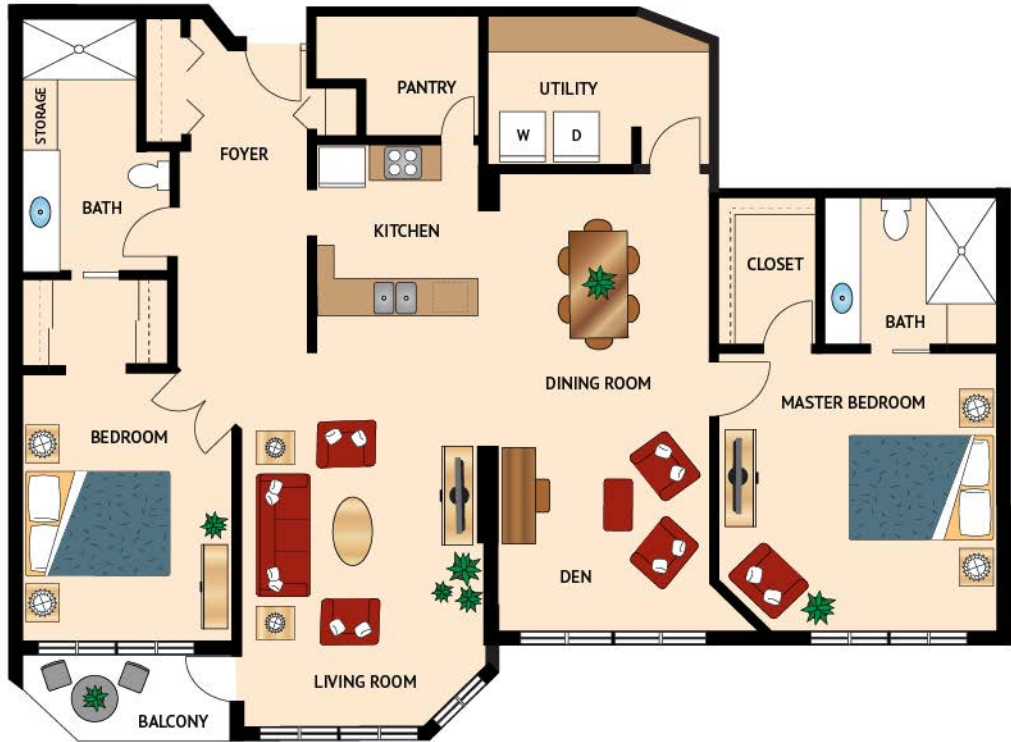 STORAGE
PANTRY
UTILITY
W
D
FOYER
BATH
KITCHEN
CLOSET
BATH
DINING ROOM
MASTER BEDROOM
BEDROOM
DEN
LIVING ROOM
BALCONY